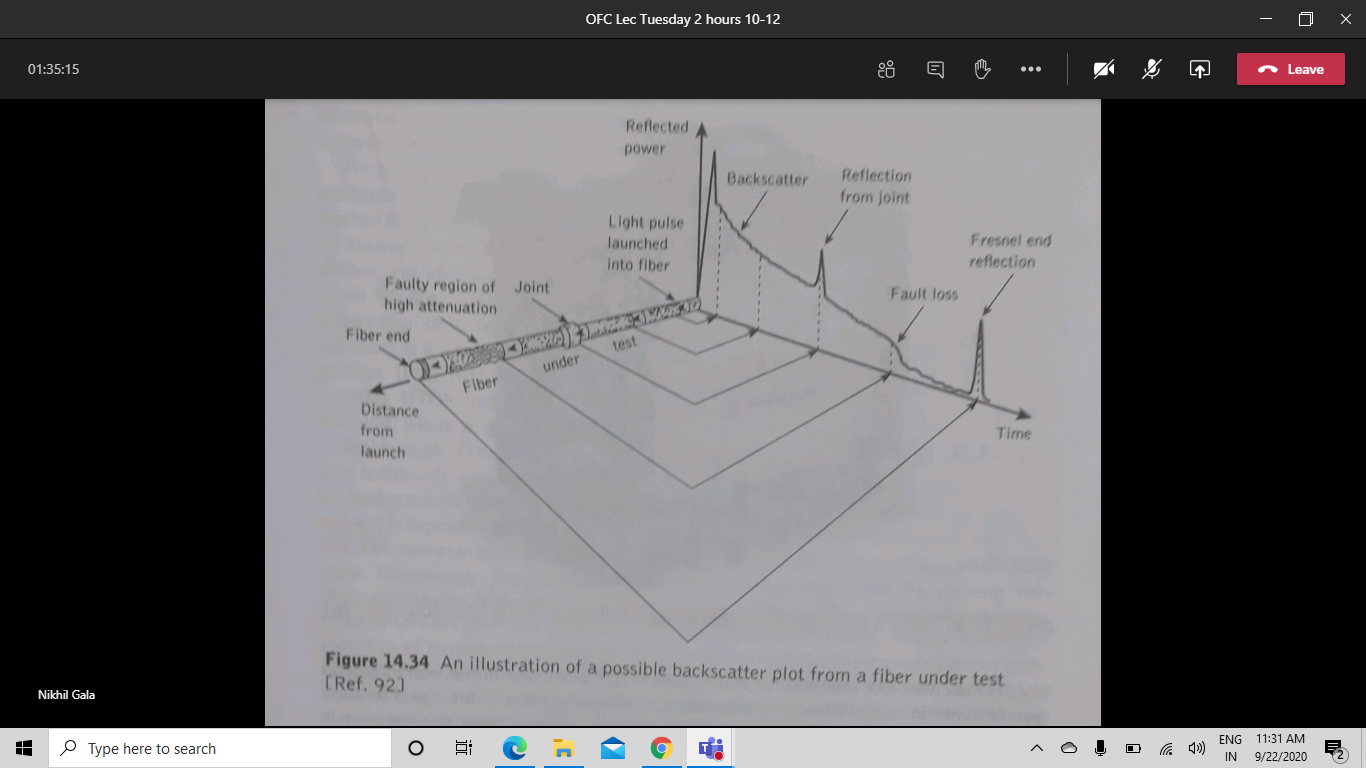 OFC Lec Tuesday 2 hours 10-12
01:35:15
Leave
Reflected
power
Backscatter
Reflection
from joint
Light pulse
launched
into fiber
Fresnel end
reflection
Faulty region of
high attenuation
Joint
Fault loss
Fiber end
test
under
Fiber
Distance
from
launch
Time
Figure 14.34 An illustration of a possible backscatter plot from a fiber under test
[Ref. 92]
Nikhil Gala
Type here to search
ENG
IN
11:31 AM
9/22/2020
2